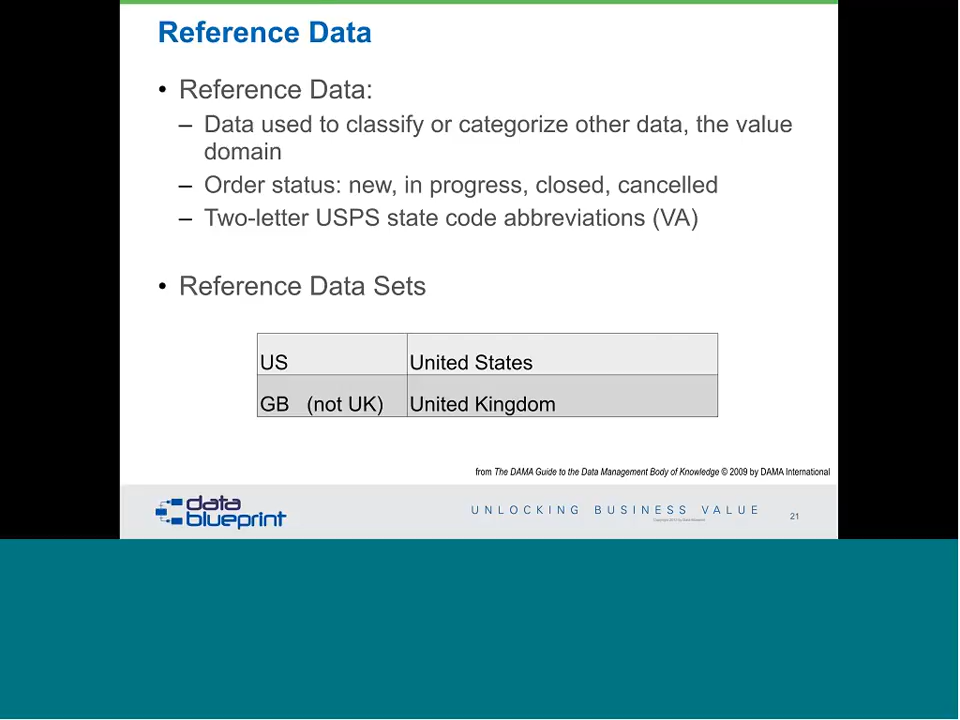 Reference Data
• Reference Data:
– Data used to classify or categorize other data, the value
domain
– Order status: new, in progress, closed, cancelled
– Two-letter USPS state code abbreviations (VA)
• Reference Data Sets
US United States
GB (not UK) United Kingdom
from The DAMA Guide to the Data Management Body of Knowledge © 2009 by DAMA International
data
blueprint
UNLOCKING BUSINESS VALUE
21